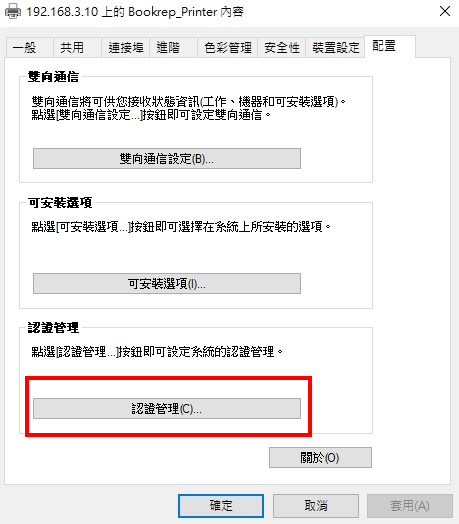 192.168.3.10 上的 Bookrep_Printer 內容
一般 共用 連接埠 進階 色彩管理 安全性 裝置設定 配置
雙向通信
雙向通信將可供您接收狀態資訊(工作、機器和可安裝選項)。
點選[雙向通信設定...]按鈕即可設定雙向通信。
雙向通信設定(B)...
可安裝選項
點選[可安裝選項...]按鈕即可選擇在系統上所安裝的選項。
可安裝選項(I)...
認證管理
點選[認證管理...]按鈕即可設定系統的認證管理。
認證管理(C)...
關於(O)
確定 取消 套用(A)